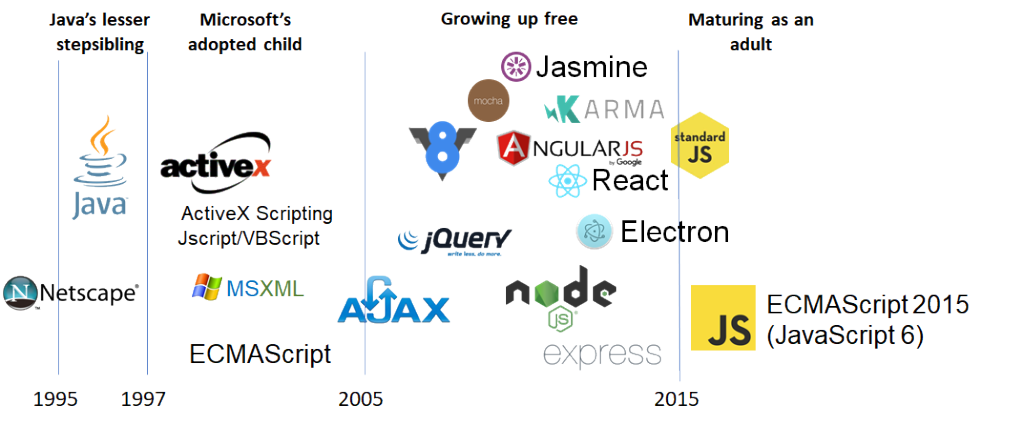 Java's lesser
stepsibling
Microsoft's
adopted child
Growing up free
Maturing as an
adult
Jasmine
mocha
KARMA
V8
ANGULARJS
by Google
standard
JS
Java
activex
React
ActiveX Scripting
Jscript/VBScript
jQuery
write less, do more.
Electron
Netscape®
™
MSXML
AJAX
node
JS®
express
ECMAScript
JS
ECMAScript 2015
(JavaScript 6)
1995
1997
2005
2015